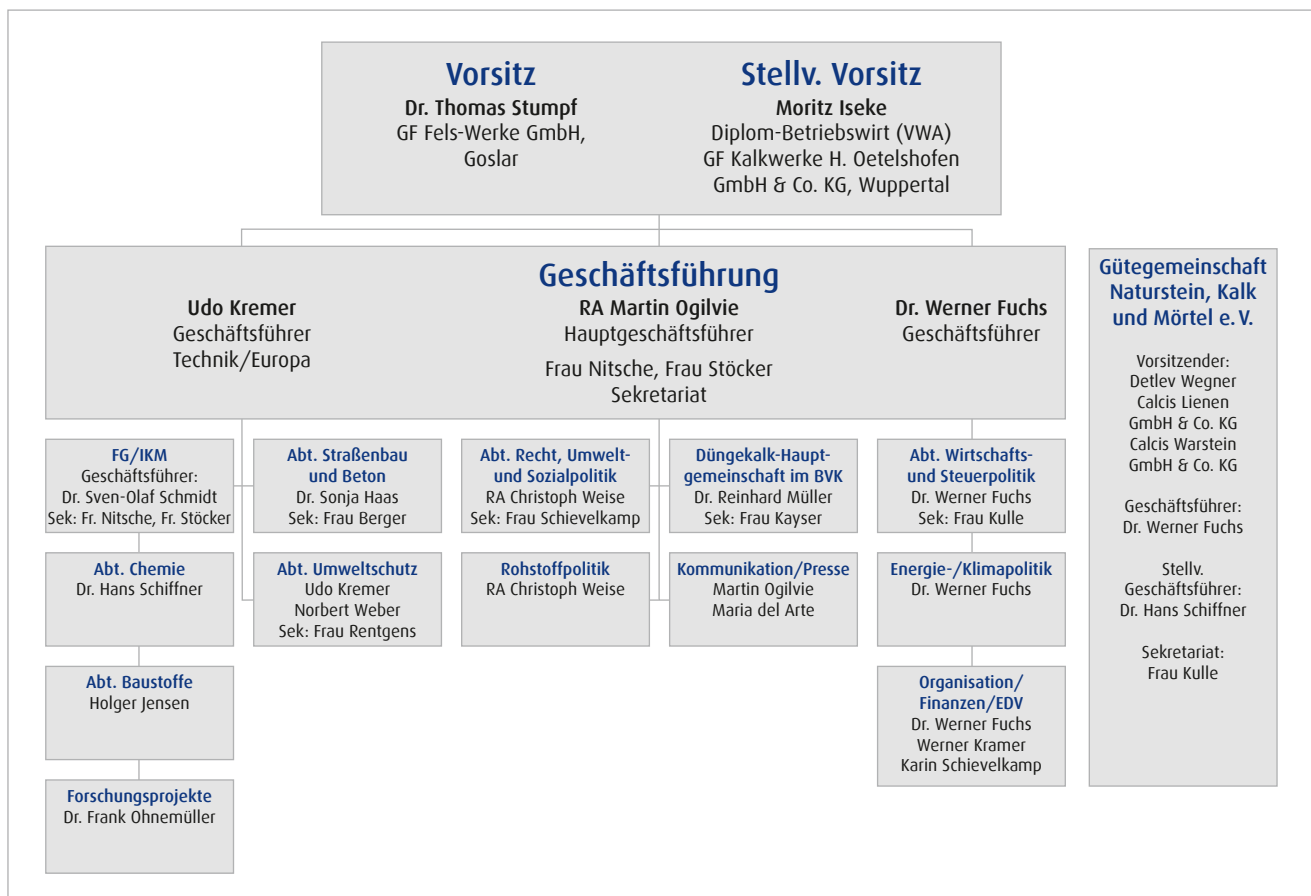 Vorsitz
Dr. Thomas Stumpf
GF Fels-Werke GmbH,
Goslar
Stellv. Vorsitz
Moritz Iseke
Diplom-Betriebswirt (VWA)
GF Kalkwerke H. Oetelshofen
GmbH & Co. KG, Wuppertal
Geschäftsführung
Udo Kremer
Geschäftsführer
Technik/Europa
RA Martin Ogilvie
Hauptgeschäftsführer
Frau Nitsche, Frau Stöcker
Sekretariat
Dr. Werner Fuchs
Geschäftsführer
FG/IKM
Geschäftsführer:
Dr. Sven-Olaf Schmidt
Sek: Fr. Nitsche, Fr. Stöcker
Abt. Straßenbau
und Beton
Dr. Sonja Haas
Sek: Frau Berger
Abt. Recht, Umwelt-
und Sozialpolitik
RA Christoph Weise
Sek: Frau Schievelkamp
Düngekalk-Haupt-
gemeinschaft im BVK
Dr. Reinhard Müller
Sek: Frau Kayser
Abt. Wirtschafts-
und Steuerpolitik
Dr. Werner Fuchs
Sek: Frau Kulle
Abt. Chemie
Dr. Hans Schiffner
Abt. Umweltschutz
Udo Kremer
Norbert Weber
Sek: Frau Rentgens
Rohstoffpolitik
RA Christoph Weise
Kommunikation/Presse
Martin Ogilvie
Maria del Arte
Energie-/Klimapolitik
Dr. Werner Fuchs
Abt. Baustoffe
Holger Jensen
Organisation/
Finanzen/EDV
Dr. Werner Fuchs
Werner Kramer
Karin Schievelkamp
Forschungsprojekte
Dr. Frank Ohnemüller
Gütegemeinschaft
Naturstein, Kalk
und Mörtel e. V.
Vorsitzender:
Detlev Wegner
Calcis Lienen
GmbH & Co. KG
Calcis Warstein
GmbH & Co. KG
Geschäftsführer:
Dr. Werner Fuchs
Stellv.
Geschäftsführer:
Dr. Hans Schiffner
Sekretariat:
Frau Kulle